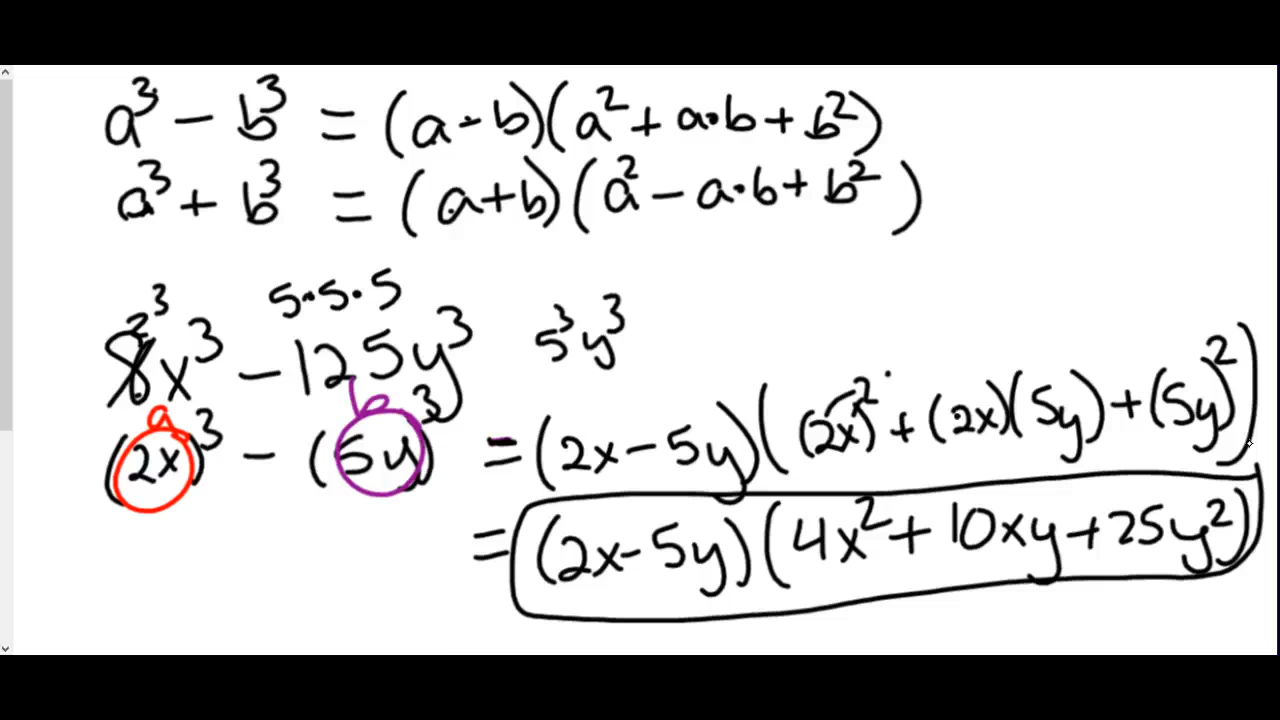 a³ - b³ = (a - b)(a² + a·b + b²)
a³ + b³ = (a+b)(a² - a·b + b²)
5·5·5
2³
8x³ - 125y³ 5³y³
a b
(2x)³ - (5y)³ = (2x - 5y)((2x)² + (2x)(5y) + (5y)²)
= (2x - 5y)(4x² + 10xy + 25y²)